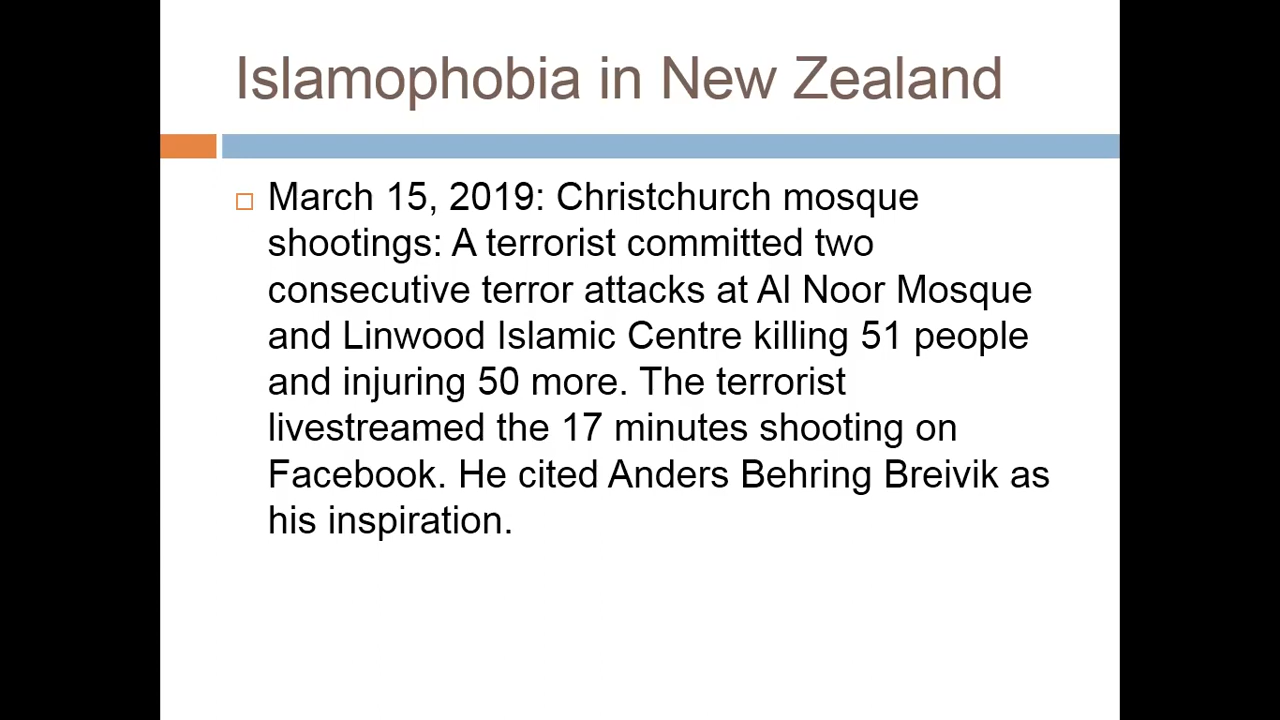 Islamophobia in New Zealand
March 15, 2019: Christchurch mosque
shootings: A terrorist committed two
consecutive terror attacks at Al Noor Mosque
and Linwood Islamic Centre killing 51 people
and injuring 50 more. The terrorist
livestreamed the 17 minutes shooting on
Facebook. He cited Anders Behring Breivik as
his inspiration.